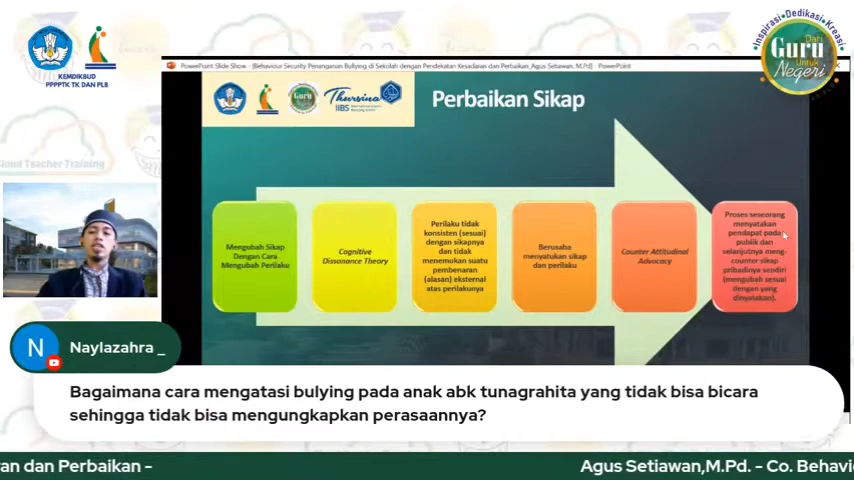 KEMDIKBUD
PPPPTK TK DAN PLB
Inspirasi•Dedikasi•Kreasi
Dari
Guru
Untuk
Negeri
PowerPoint Slide Show - [Behaviour Security Penanganan Bullying di Sekolah dengan Pendekatan Kesadaran dan Perbaikan_Agus Setiawan, M.Pd] - PowerPoint
Guru
Thursina
IIBS
Perbaikan Sikap
Cloud Teacher Training
Mengubah Sikap
Dengan Cara
Mengubah Perilaku
Cognitive
Dissonance Theory
Perilaku tidak
konsisten (sesuai)
dengan sikapnya
dan tidak
menemukan suatu
pembenaran
(alasan) eksternal
atas perilakunya
Berusaha
menyatukan sikap
dan perilaku
Counter Attitudinal
Advocacy
Proses seseorang
menyatakan
pendapat pada
publik dan
selanjutnya meng-
counter sikap
pribadinya sendiri
(mengubah sesuai
dengan yang
dinyatakan).
N
Naylazahra _
Bagaimana cara mengatasi bulying pada anak abk tunagrahita yang tidak bisa bicara
sehingga tidak bisa mengungkapkan perasaannya?
ran dan Perbaikan -
Agus Setiawan,M.Pd. - Co. Behavio